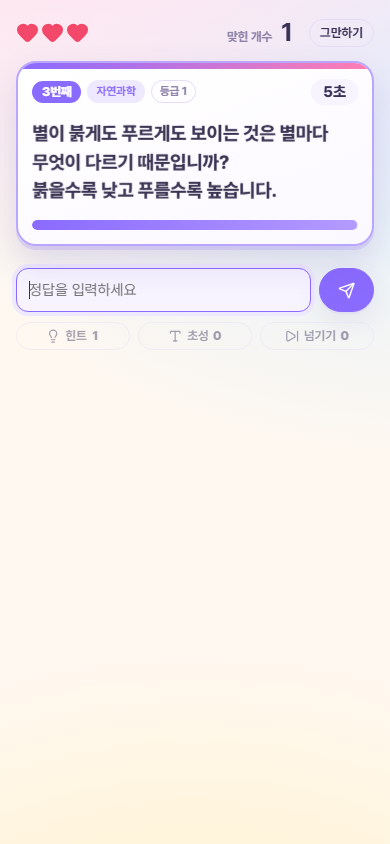 맞힌 개수 1 그만하기
3번째 자연과학 등급 1 5초
별이 붉게도 푸르게도 보이는 것은 별마다
무엇이 다르기 때문입니까?
붉을수록 낮고 푸를수록 높습니다.
정답을 입력하세요
힌트 1 초성 0 넘기기 0